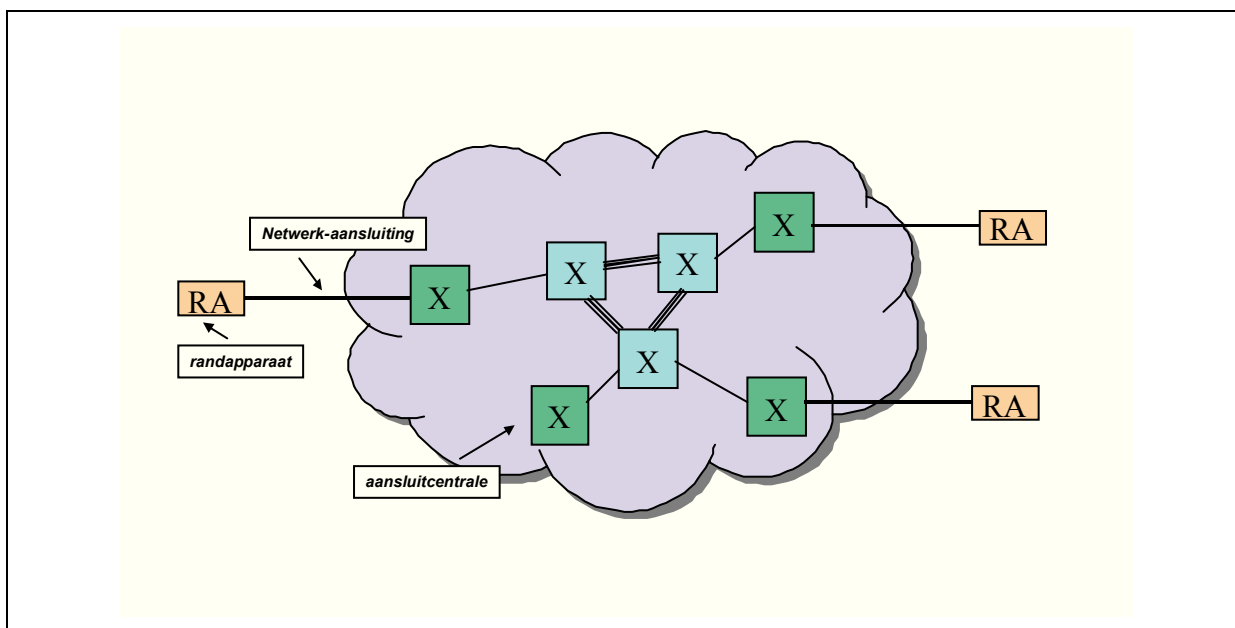 X
RA
Netwerk-aansluiting
X
X
X
RA
randapparaat
X
X
X
RA
aansluitcentrale